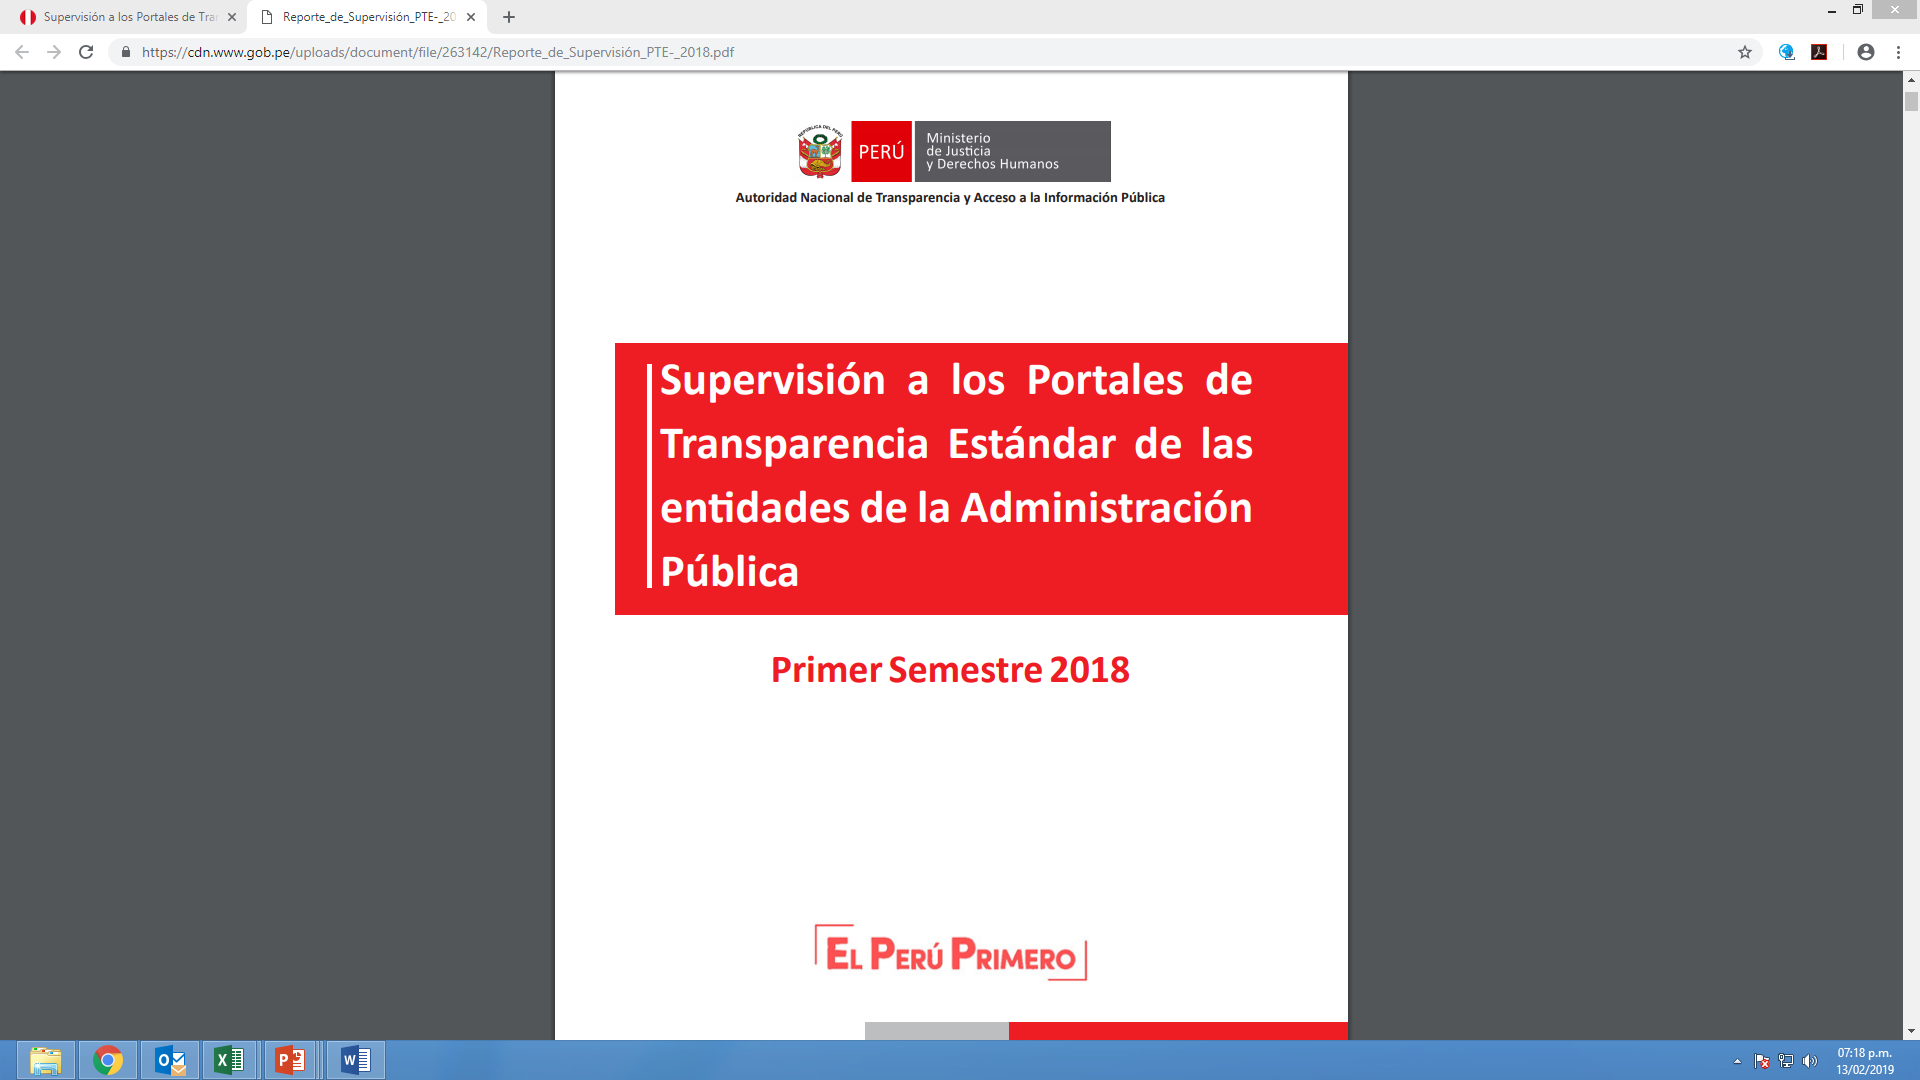 Supervisión a los Portales de Tra
Reporte_de_Supervisión_PTE-_20
https://cdn.www.gob.pe/uploads/document/file/263142/Reporte_de_Supervisión_PTE-_2018.pdf
REPÚBLICA DEL PERÚ
PERÚ
Ministerio
de Justicia
y Derechos Humanos
Autoridad Nacional de Transparencia y Acceso a la Información Pública
Supervisión a los Portales de
Transparencia Estándar de las
entidades de la Administración
Pública
Primer Semestre 2018
EL PERÚ PRIMERO
07:18 p.m.
13/02/2019